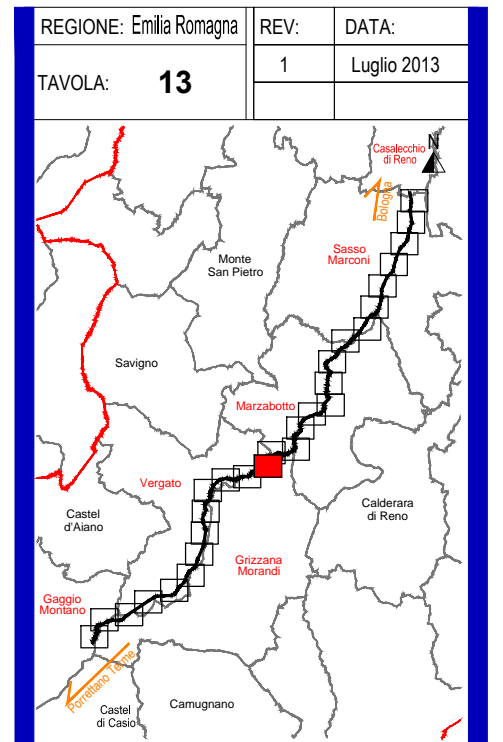 REGIONE: Emilia Romagna
REV:
DATA:
TAVOLA: 13
1
Luglio 2013
Casalecchio
di Reno
N
Bologna
Sasso
Marconi
Monte
San Pietro
Savigno
Marzabotto
Vergato
Castel
d'Aiano
Calderara
di Reno
Grizzana
Morandi
Gaggio
Montano
Porrettano Terme
Castel
di Casio
Camugnano